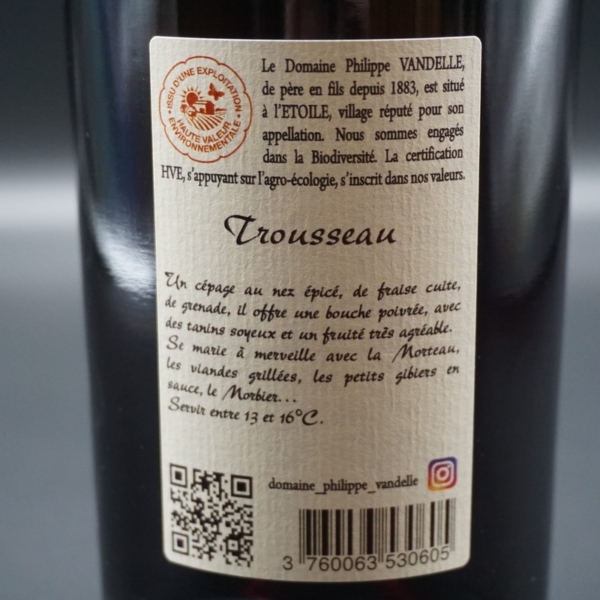 ISSU D'UNE EXPLOITATION
HAUTE VALEUR
ENVIRONNEMENTALE
Le Domaine Philippe VANDELLE,
de père en fils depuis 1883, est situé
à l'ETOILE, village réputé pour son
appellation. Nous sommes engagés
dans la Biodiversité. La certification
HVE, s'appuyant sur l'agro-écologie, s'inscrit dans nos valeurs.
Trousseau
Un cépage au nez épicé, de fraise cuite,
de grenade, il offre une bouche poivrée, avec
des tanins soyeux et un fruité très agréable.
Se marie à merveille avec la Morteau,
les viandes grillées, les petits gibiers en
sauce, le Morbier...
Servir entre 13 et 16°C.
domaine_philippe_vandelle
3 760063 530605